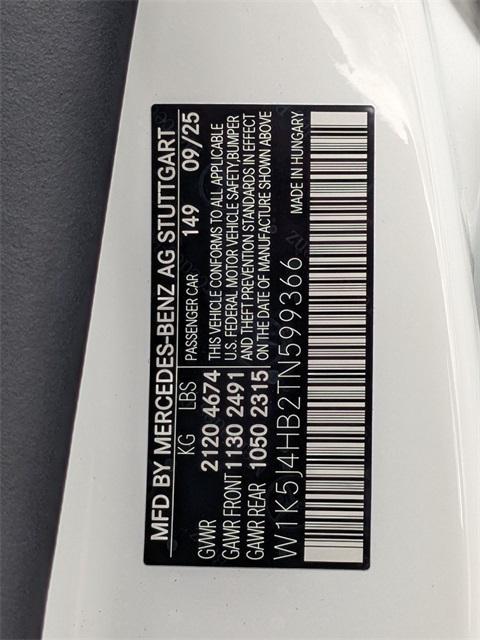 MFD BY MERCEDES-BENZ AG STUTTGART
KG LBS PASSENGER CAR 149 09/25
GVWR 2120 4674 THIS VEHICLE CONFORMS TO ALL APPLICABLE
GAWR FRONT 1130 2491 U.S. FEDERAL MOTOR VEHICLE SAFETY,BUMPER
GAWR REAR 1050 2315 AND THEFT PREVENTION STANDARDS IN EFFECT
ON THE DATE OF MANUFACTURE SHOWN ABOVE
W1K5J4HB2TN599366 MADE IN HUNGARY